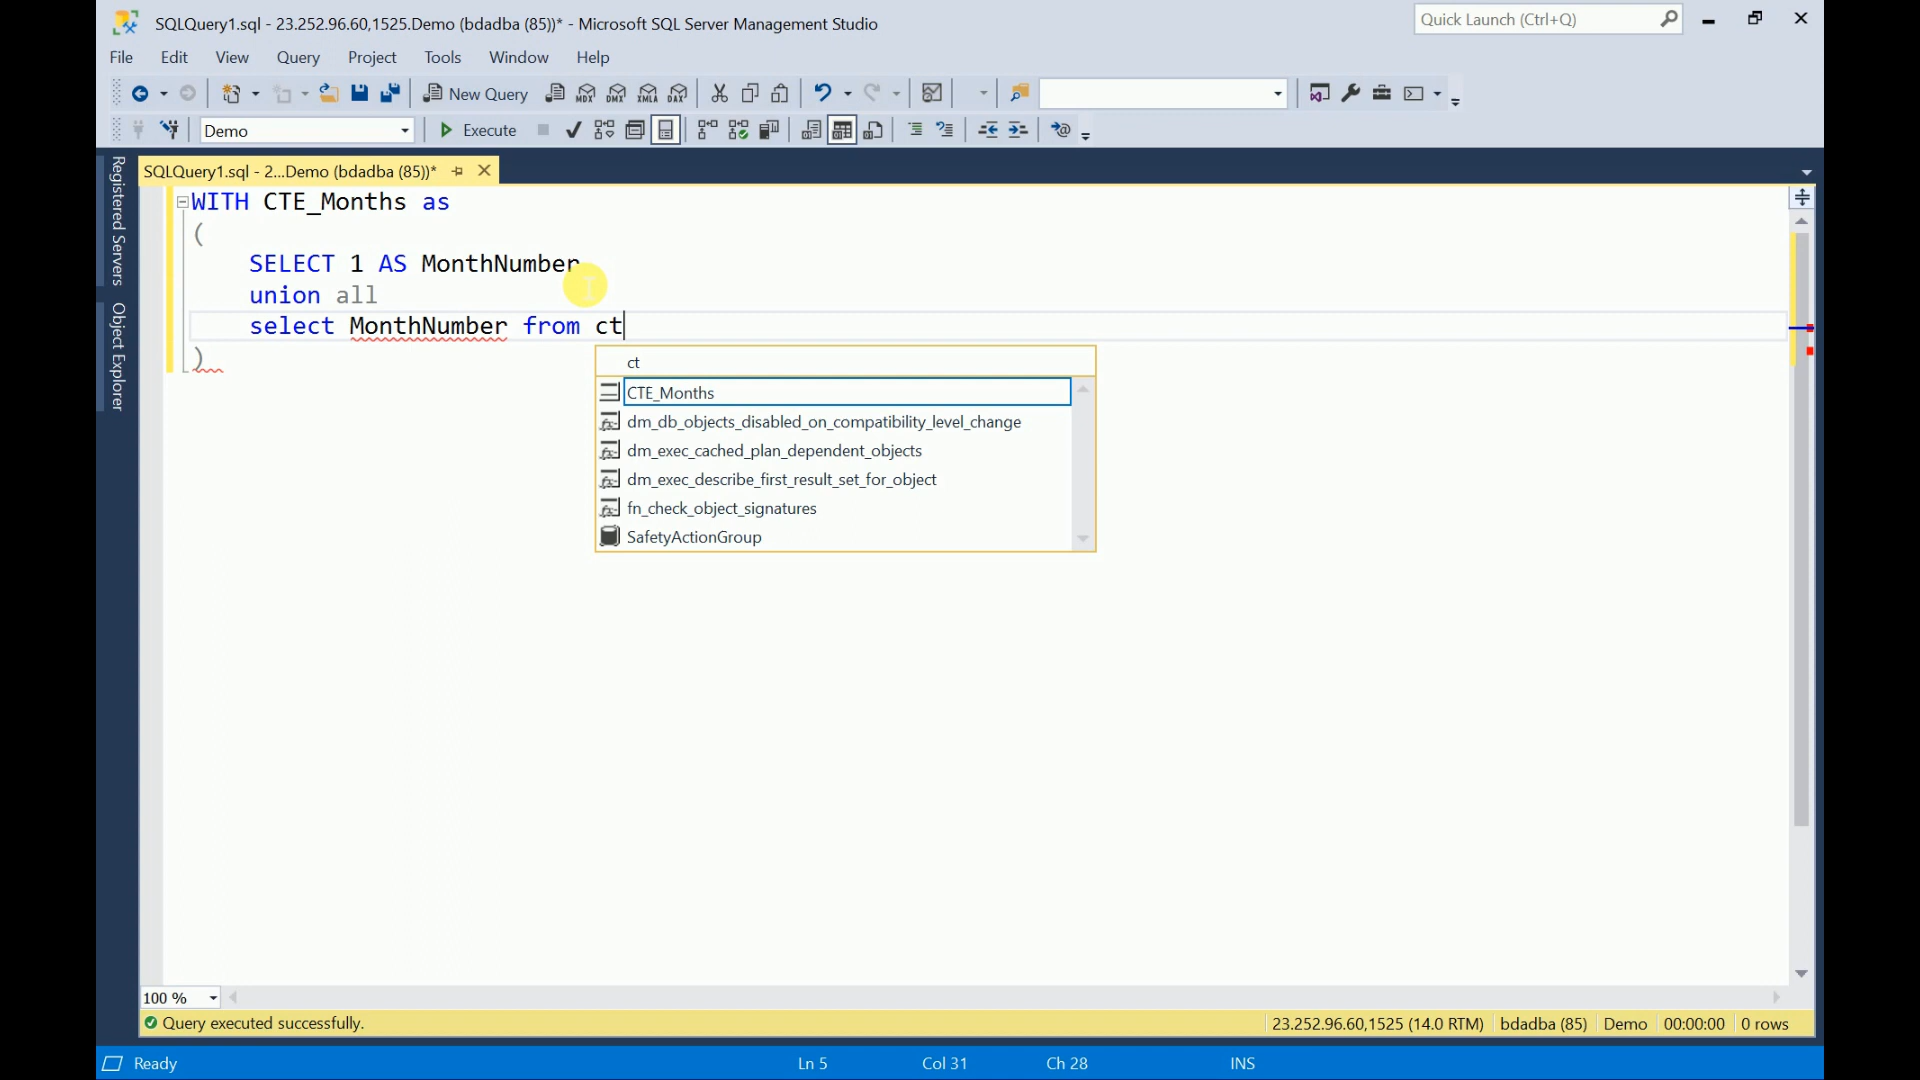 SQLQuery1.sql - 23.252.96.60,1525.Demo (bdadba (85))* - Microsoft SQL Server Management Studio
Quick Launch (Ctrl+Q)
File Edit View Query Project Tools Window Help
New Query MDX DMX XMLA DAX
Demo Execute
Registered Servers
Object Explorer
SQLQuery1.sql - 2...Demo (bdadba (85))*
WITH CTE_Months as
(
SELECT 1 AS MonthNumber
union all
select MonthNumber from ct
)
ct
CTE_Months
dm_db_objects_disabled_on_compatibility_level_change
dm_exec_cached_plan_dependent_objects
dm_exec_describe_first_result_set_for_object
fn_check_object_signatures
SafetyActionGroup
100 %
Query executed successfully. 23.252.96.60,1525 (14.0 RTM) bdadba (85) Demo 00:00:00 0 rows
Ready Ln 5 Col 31 Ch 28 INS